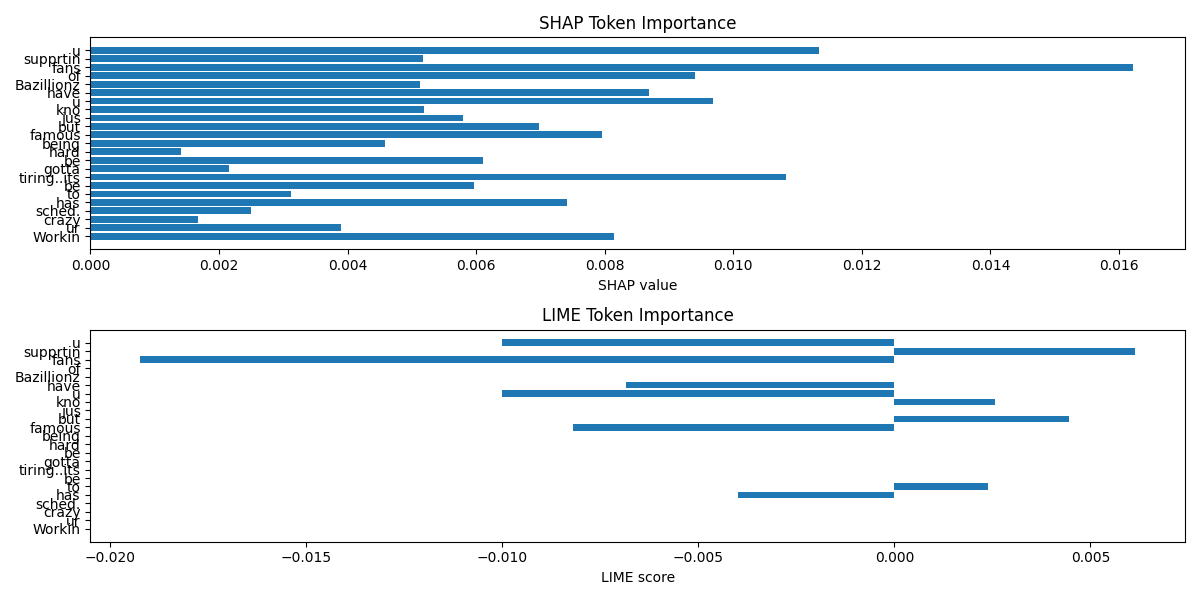 SHAP Token Importance
u
supprtin
fans
of
Bazillionz
have
u
kno
jus
but
famous
being
hard
be
gotta
tiring..its
be
to
has
sched.
crazy
ur
Workin
0.000 0.002 0.004 0.006 0.008 0.010 0.012 0.014 0.016
SHAP value
LIME Token Importance
u
supprtin
fans
of
Bazillionz
have
u
kno
jus
but
famous
being
hard
be
gotta
tiring..its
be
to
has
sched.
crazy
ur
Workin
−0.020 −0.015 −0.010 −0.005 0.000 0.005
LIME score